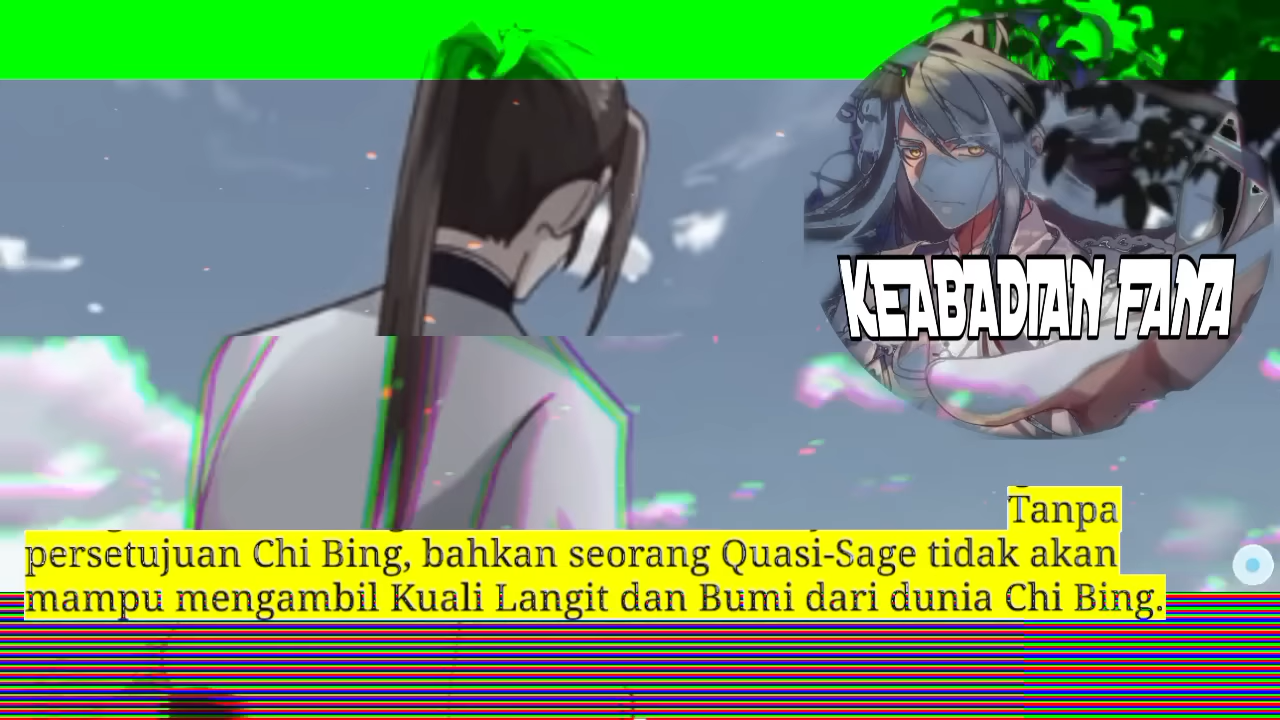 KEABADIAN FANA
Tanpa
persetujuan Chi Bing, bahkan seorang Quasi-Sage tidak akan
mampu mengambil Kuali Langit dan Bumi dari dunia Chi Bing.